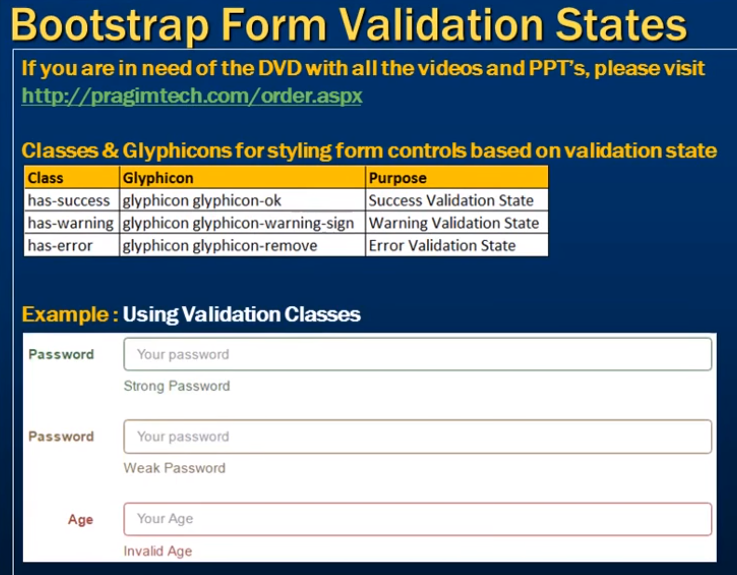 Bootstrap Form Validation States
If you are in need of the DVD with all the videos and PPT's, please visit
http://pragimtech.com/order.aspx
Classes & Glyphicons for styling form controls based on validation state
Class Glyphicon Purpose
has-success glyphicon glyphicon-ok Success Validation State
has-warning glyphicon glyphicon-warning-sign Warning Validation State
has-error glyphicon glyphicon-remove Error Validation State
Example : Using Validation Classes
Password Your password
Strong Password
Password Your password
Weak Password
Age Your Age
Invalid Age